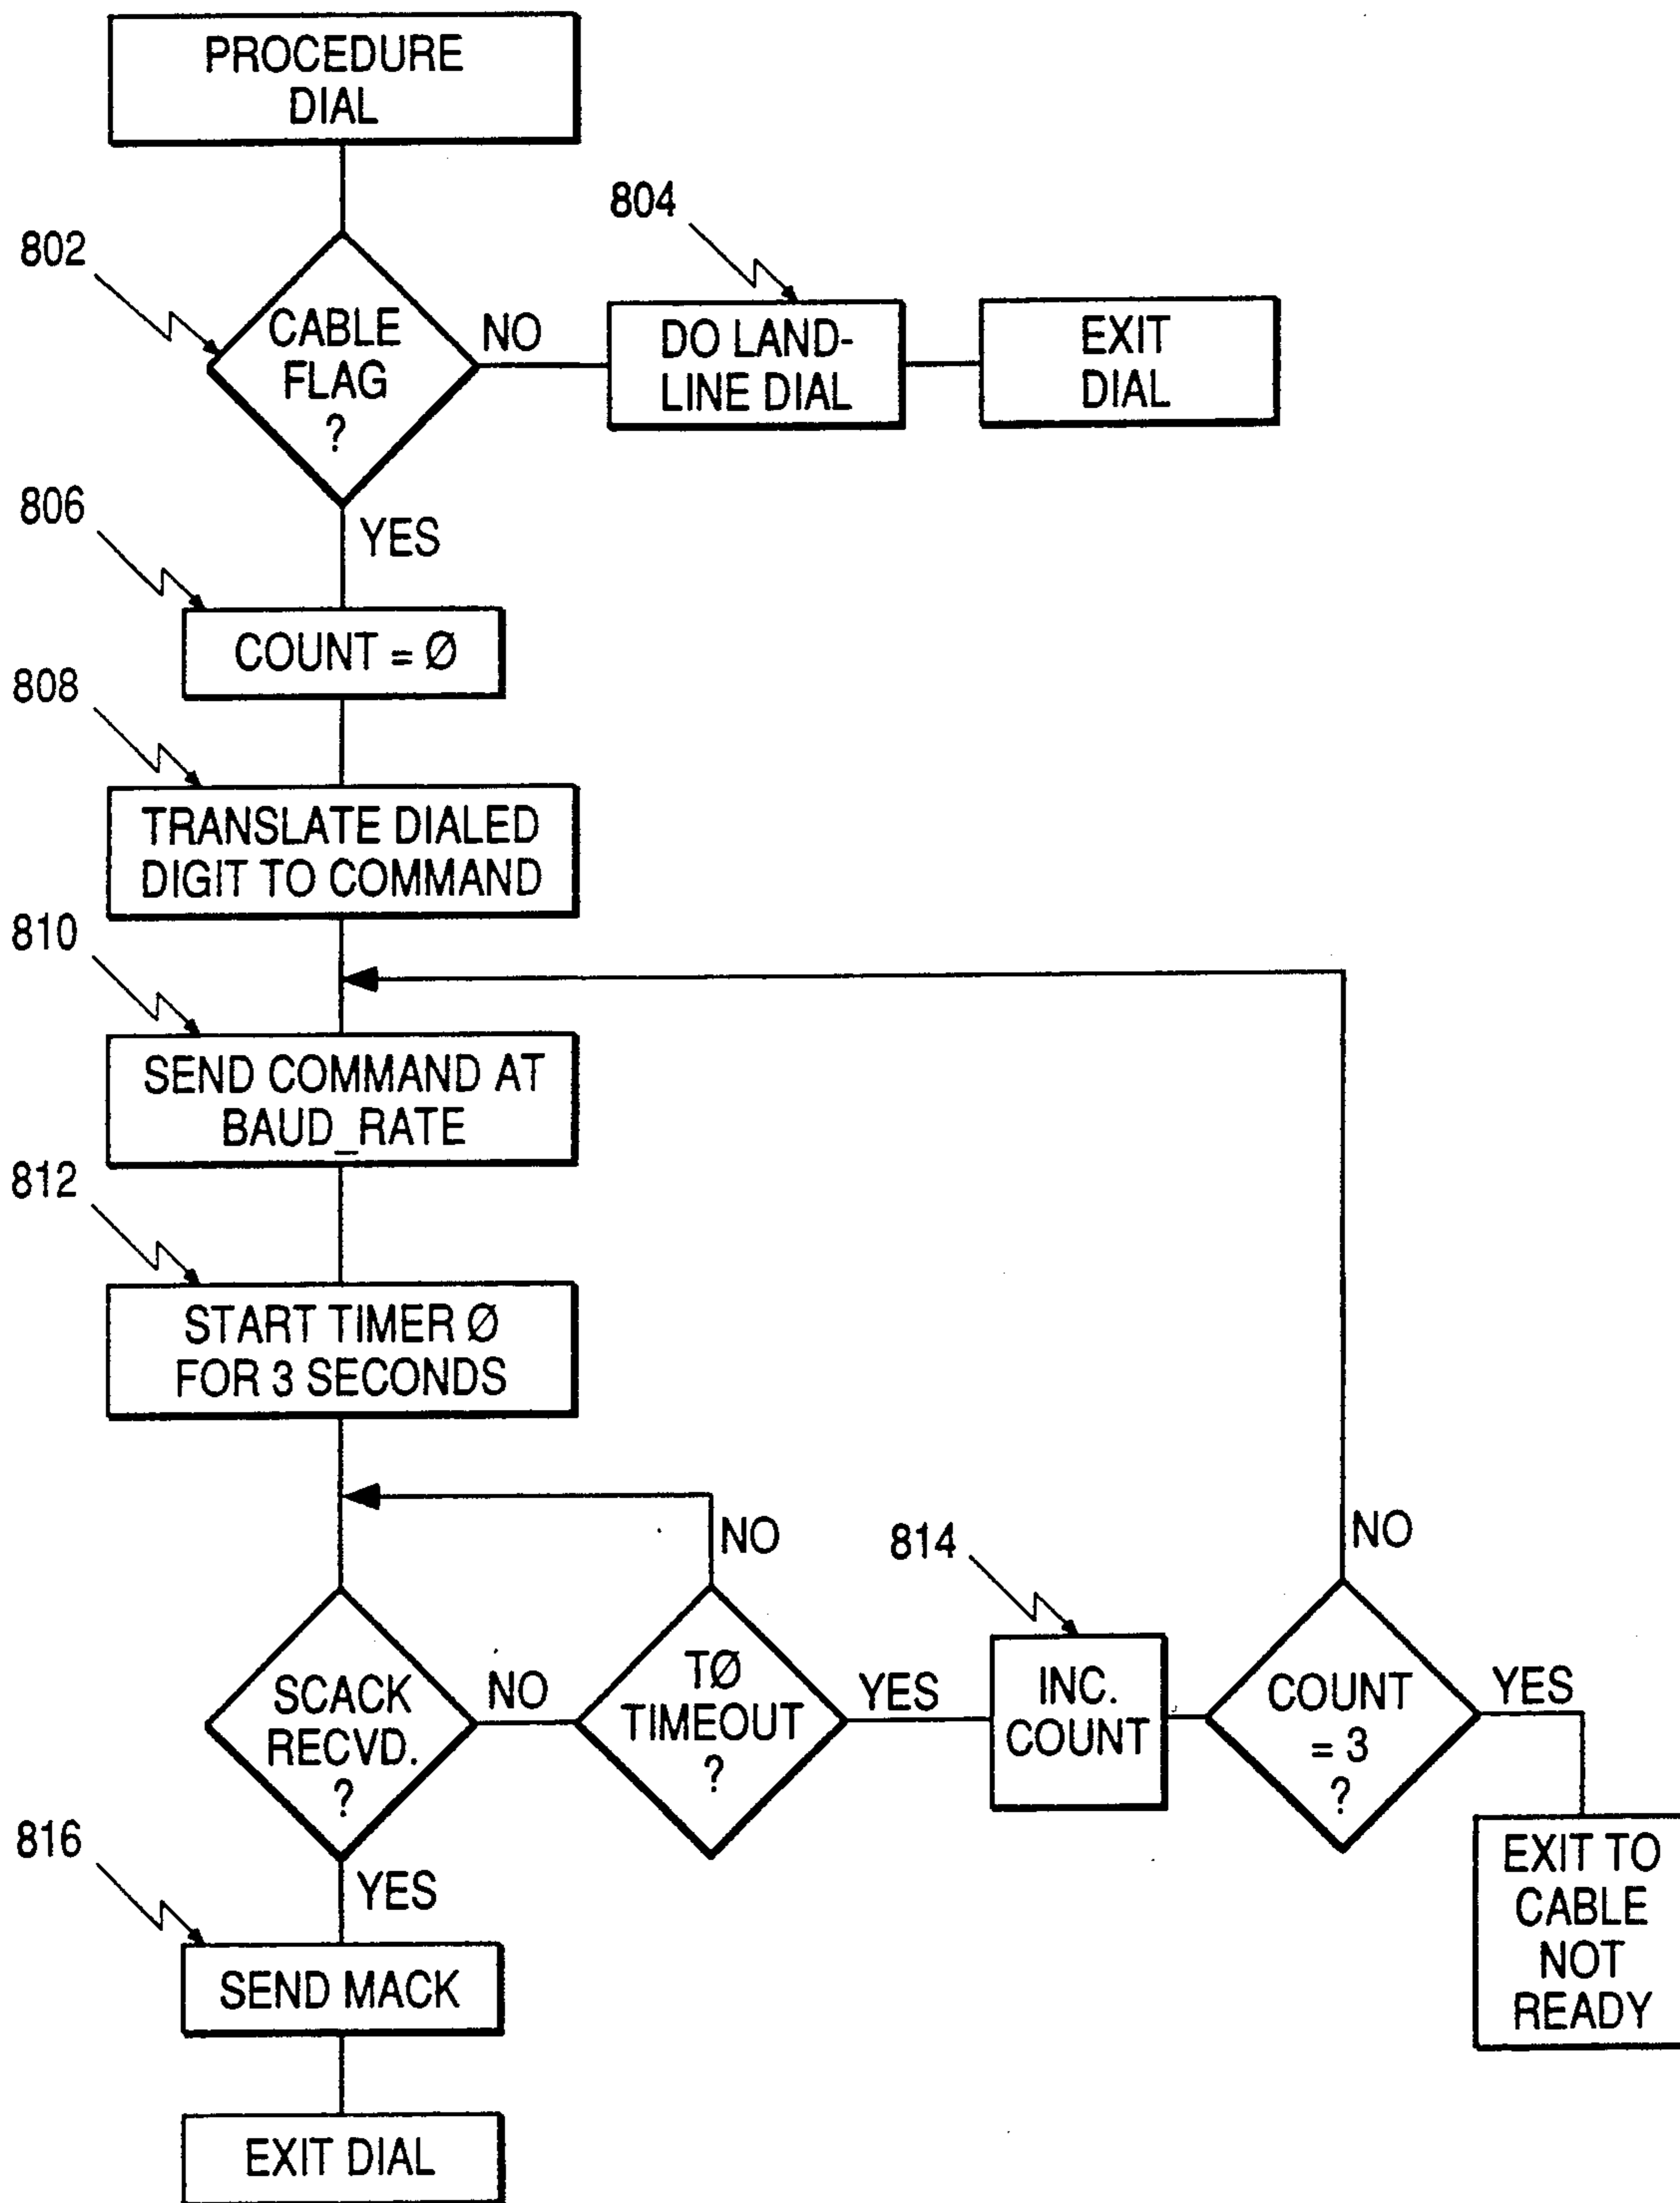 PROCEDURE
DIAL
804
802
CABLE
FLAG
?
NO
DO LAND-
LINE DIAL
EXIT
DIAL
806
YES
COUNT = Ø
808
TRANSLATE DIALED
DIGIT TO COMMAND
810
SEND COMMAND AT
BAUD_RATE
812
START TIMER Ø
FOR 3 SECONDS
NO
814
NO
SCACK
RECVD.
?
NO
TØ
TIMEOUT
?
YES
INC.
COUNT
COUNT
= 3
?
YES
816
YES
EXIT TO
CABLE
NOT
READY
SEND MACK
EXIT DIAL